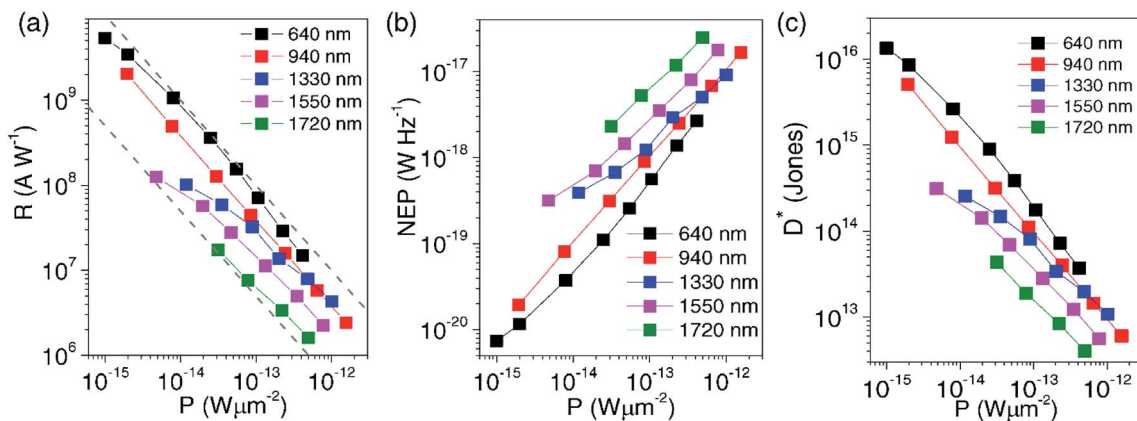 (a)
R (A W⁻¹)
10⁹
10⁸
10⁷
10⁶
640 nm
940 nm
1330 nm
1550 nm
1720 nm
10⁻¹⁵ 10⁻¹⁴ 10⁻¹³ 10⁻¹²
P (Wμm⁻²)
(b)
NEP (W Hz⁻¹)
10⁻¹⁷
10⁻¹⁸
10⁻¹⁹
10⁻²⁰
640 nm
940 nm
1330 nm
1550 nm
1720 nm
10⁻¹⁵ 10⁻¹⁴ 10⁻¹³ 10⁻¹²
P (Wμm⁻²)
(c)
D* (Jones)
10¹⁶
10¹⁵
10¹⁴
10¹³
640 nm
940 nm
1330 nm
1550 nm
1720 nm
10⁻¹⁵ 10⁻¹⁴ 10⁻¹³ 10⁻¹²
P (Wμm⁻²)